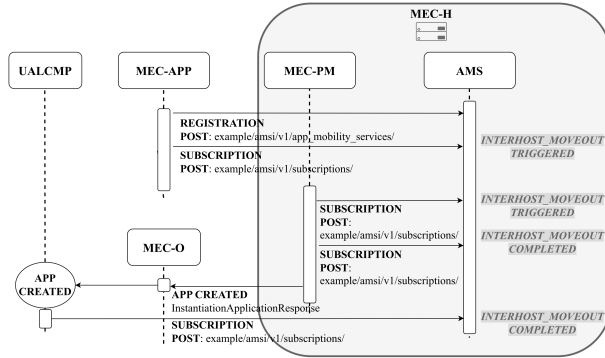 MEC-H
UALCMP
MEC-APP
MEC-PM
AMS
REGISTRATION
POST: example/amsi/v1/app_mobility_services/
SUBSCRIPTION
POST: example/amsi/v1/subscriptions/
INTERHOST_MOVEOUT
TRIGGERED
SUBSCRIPTION
POST:
example/amsi/v1/subscriptions/
INTERHOST_MOVEOUT
TRIGGERED
MEC-O
SUBSCRIPTION
POST:
example/amsi/v1/subscriptions/
INTERHOST_MOVEOUT
COMPLETED
APP
CREATED
APP CREATED
InstantiationApplicationResponse
SUBSCRIPTION
POST: example/amsi/v1/subscriptions/
INTERHOST_MOVEOUT
COMPLETED